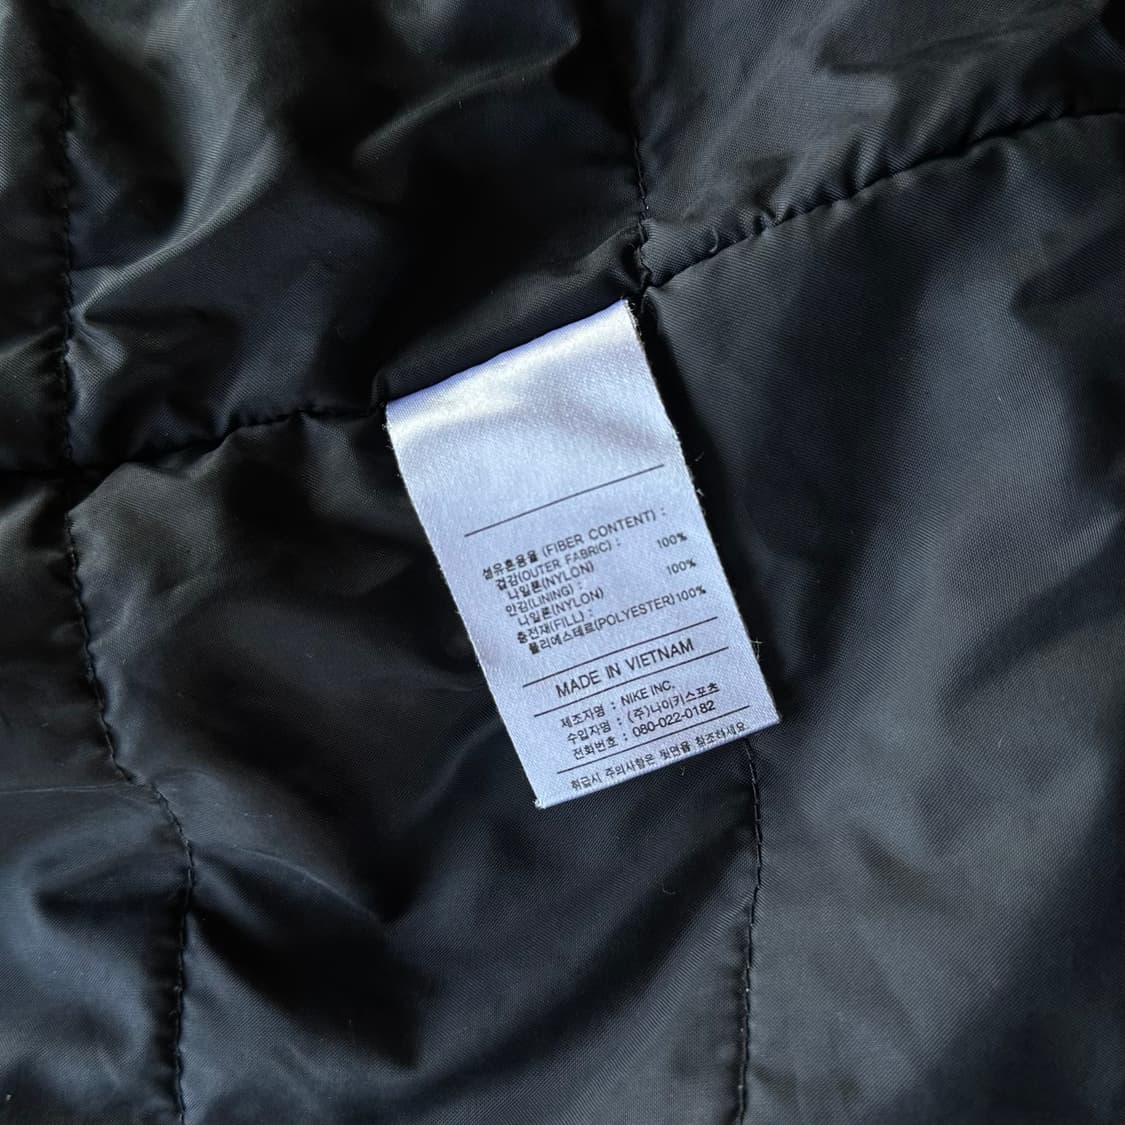 섬유혼용율 (FIBER CONTENT) :
겉감(OUTER FABRIC) :
나일론(NYLON) 100%
안감(LINING) :
나일론(NYLON) 100%
충전재(FILL) :
폴리에스테르(POLYESTER) 100%
MADE IN VIETNAM
제조자명 : NIKE INC.
수입자명 : (주)나이키스포츠
전화번호 : 080-022-0182
취급시 주의사항은 뒷면을 참조하세요